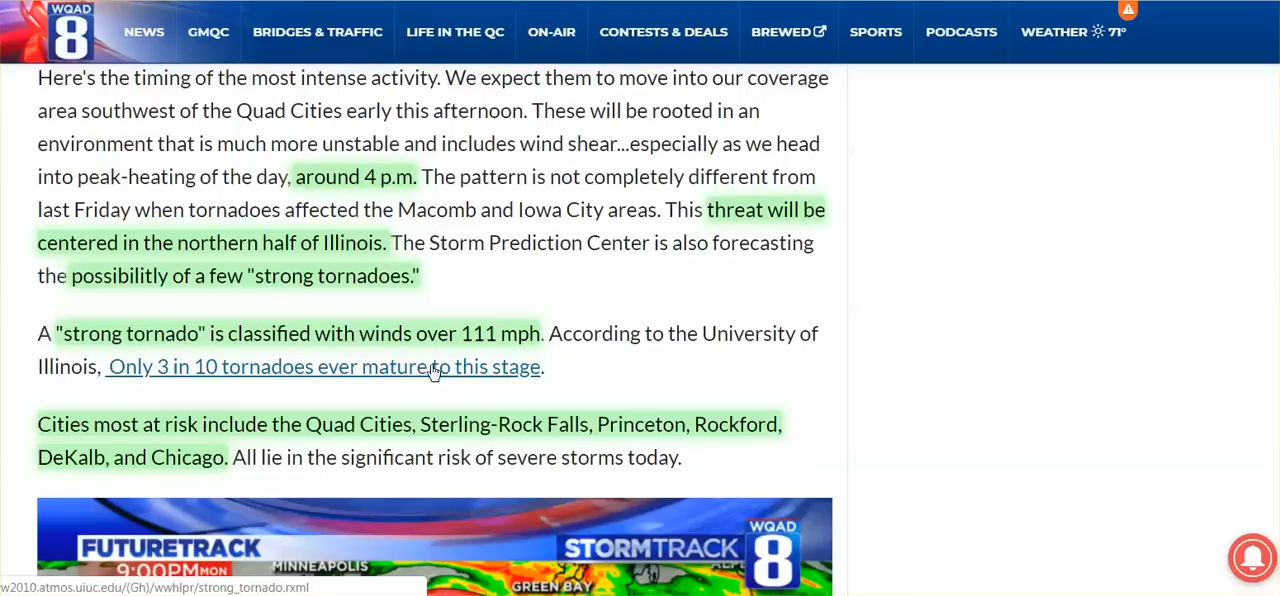 WQAD
8
NEWS GMQC BRIDGES & TRAFFIC LIFE IN THE QC ON-AIR CONTESTS & DEALS BREWED SPORTS PODCASTS WEATHER 71°
Here's the timing of the most intense activity. We expect them to move into our coverage
area southwest of the Quad Cities early this afternoon. These will be rooted in an
environment that is much more unstable and includes wind shear...especially as we head
into peak-heating of the day, around 4 p.m. The pattern is not completely different from
last Friday when tornadoes affected the Macomb and Iowa City areas. This threat will be
centered in the northern half of Illinois. The Storm Prediction Center is also forecasting
the possibilitly of a few "strong tornadoes."
A "strong tornado" is classified with winds over 111 mph. According to the University of
Illinois, Only 3 in 10 tornadoes ever mature to this stage.
Cities most at risk include the Quad Cities, Sterling-Rock Falls, Princeton, Rockford,
DeKalb, and Chicago. All lie in the significant risk of severe storms today.
FUTURETRACK
9:00PM MON
MINNEAPOLIS
STORMTRACK
WQAD
8
GREEN BAY
w2010.atmos.uiuc.edu/(Gh)/wwhlpr/strong_tornado.rxml